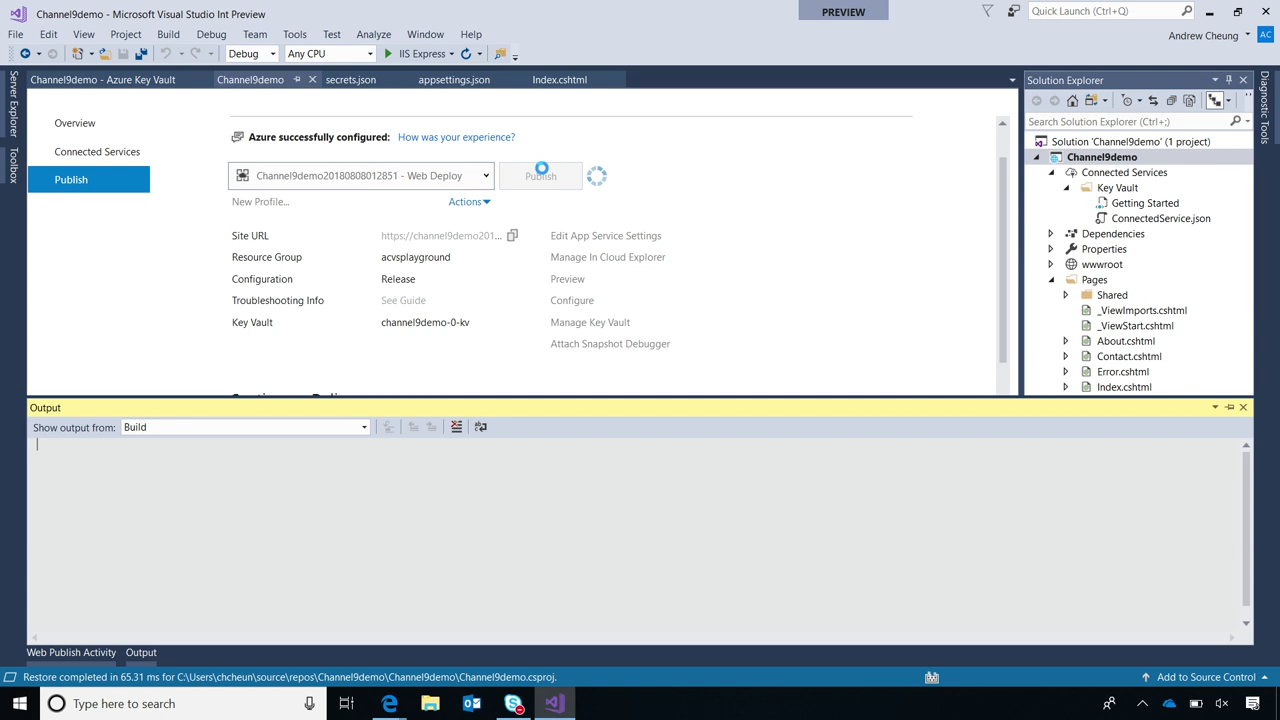 Channel9demo - Microsoft Visual Studio Int Preview
PREVIEW
Quick Launch (Ctrl+Q)
File Edit View Project Build Debug Team Tools Test Analyze Window Help
Andrew Cheung AC
Debug Any CPU IIS Express
Server Explorer
Toolbox
Channel9demo - Azure Key Vault Channel9demo secrets.json appsettings.json Index.cshtml
Overview
Connected Services
Publish
Azure successfully configured: How was your experience?
Channel9demo20180808012851 - Web Deploy Publish
New Profile... Actions
Site URL https://channel9demo201... Edit App Service Settings
Resource Group acvsplayground Manage In Cloud Explorer
Configuration Release Preview
Troubleshooting Info See Guide Configure
Key Vault channel9demo-0-kv Manage Key Vault
Attach Snapshot Debugger
Solution Explorer
Search Solution Explorer (Ctrl+;)
Solution 'Channel9demo' (1 project)
Channel9demo
Connected Services
Key Vault
Getting Started
ConnectedService.json
Dependencies
Properties
wwwroot
Pages
Shared
_ViewImports.cshtml
_ViewStart.cshtml
About.cshtml
Contact.cshtml
Error.cshtml
Index.cshtml
Diagnostic Tools
Output
Show output from: Build
Web Publish Activity Output
Restore completed in 65.31 ms for C:\Users\chcheun\source\repos\Channel9demo\Channel9demo\Channel9demo.csproj.
Add to Source Control
Type here to search